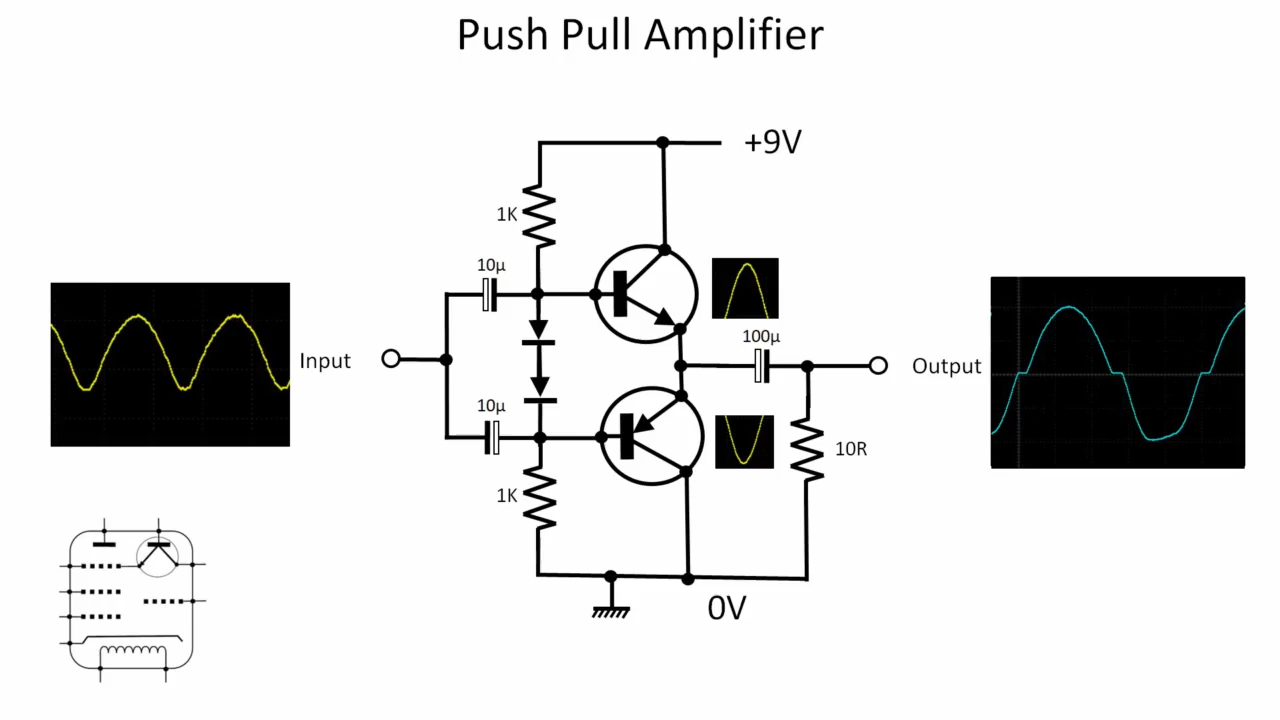 Push Pull Amplifier
+9V
1K
10µ
100µ
Input
Output
10µ
10R
1K
0V